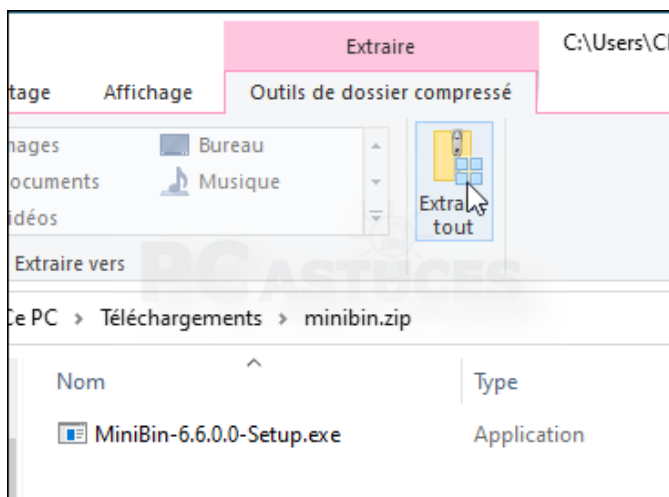 Extraire
C:\Users\Cl
tage Affichage Outils de dossier compressé
mages Bureau
ocuments Musique
idéos
Extraire tout
Extraire vers
PC ASTUCES
Ce PC > Téléchargements > minibin.zip
Nom Type
MiniBin-6.6.0.0-Setup.exe Application